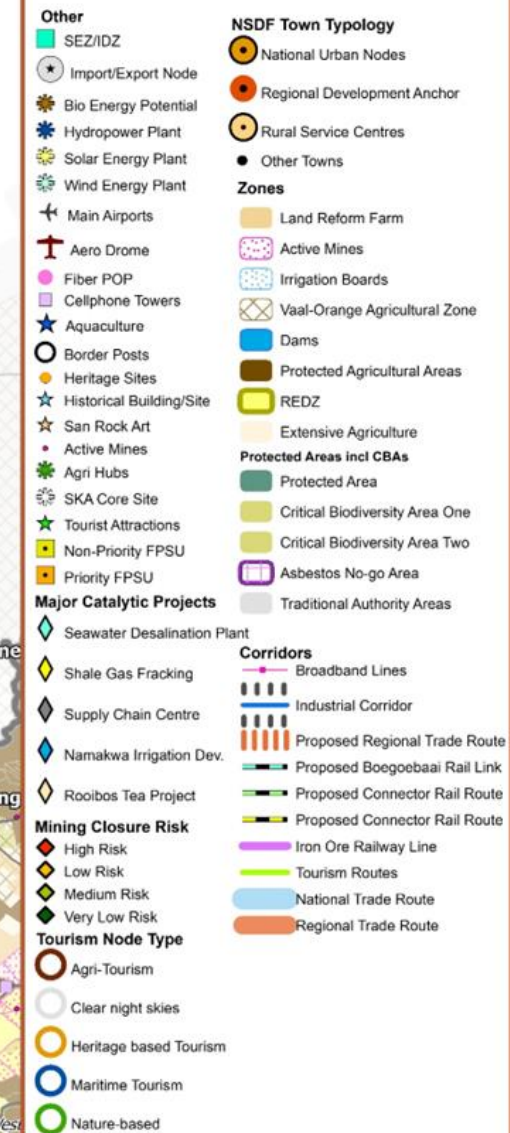 Other
SEZ/IDZ
Import/Export Node
Bio Energy Potential
Hydropower Plant
Solar Energy Plant
Wind Energy Plant
Main Airports
Aero Drome
Fiber POP
Cellphone Towers
Aquaculture
Border Posts
Heritage Sites
Historical Building/Site
San Rock Art
Active Mines
Agri Hubs
SKA Core Site
Tourist Attractions
Non-Priority FPSU
Priority FPSU
Major Catalytic Projects
Seawater Desalination Plant
Shale Gas Fracking
Supply Chain Centre
Namakwa Irrigation Dev.
Rooibos Tea Project
Mining Closure Risk
High Risk
Low Risk
Medium Risk
Very Low Risk
Tourism Node Type
Agri-Tourism
Clear night skies
Heritage based Tourism
Maritime Tourism
Nature-based
NSDF Town Typology
National Urban Nodes
Regional Development Anchor
Rural Service Centres
Other Towns
Zones
Land Reform Farm
Active Mines
Irrigation Boards
Vaal-Orange Agricultural Zone
Dams
Protected Agricultural Areas
REDZ
Extensive Agriculture
Protected Areas incl CBAs
Protected Area
Critical Biodiversity Area One
Critical Biodiversity Area Two
Asbestos No-go Area
Traditional Authority Areas
Corridors
Broadband Lines
Industrial Corridor
Proposed Regional Trade Route
Proposed Boegoebaai Rail Link
Proposed Connector Rail Route
Proposed Connector Rail Route
Iron Ore Railway Line
Tourism Routes
National Trade Route
Regional Trade Route